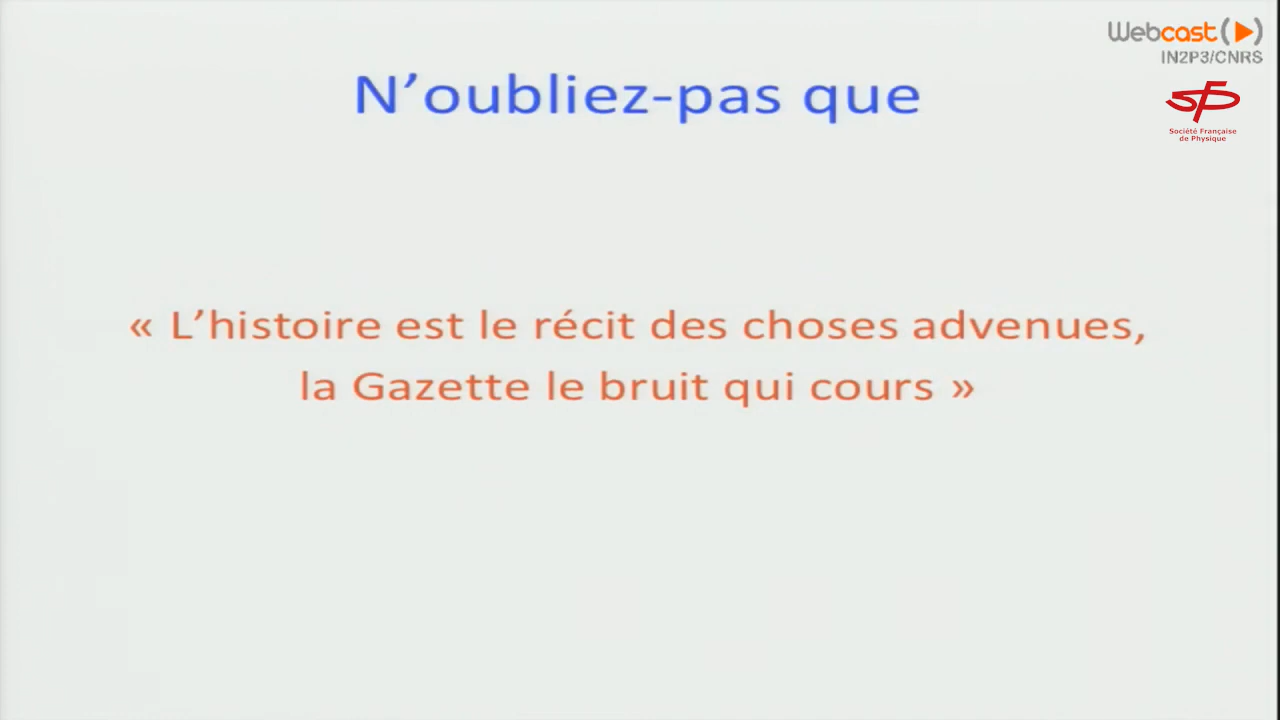 Webcast
IN2P3/CNRS
N’oubliez-pas que
SFP
Société Française
de Physique
« L’histoire est le récit des choses advenues,
la Gazette le bruit qui cours »